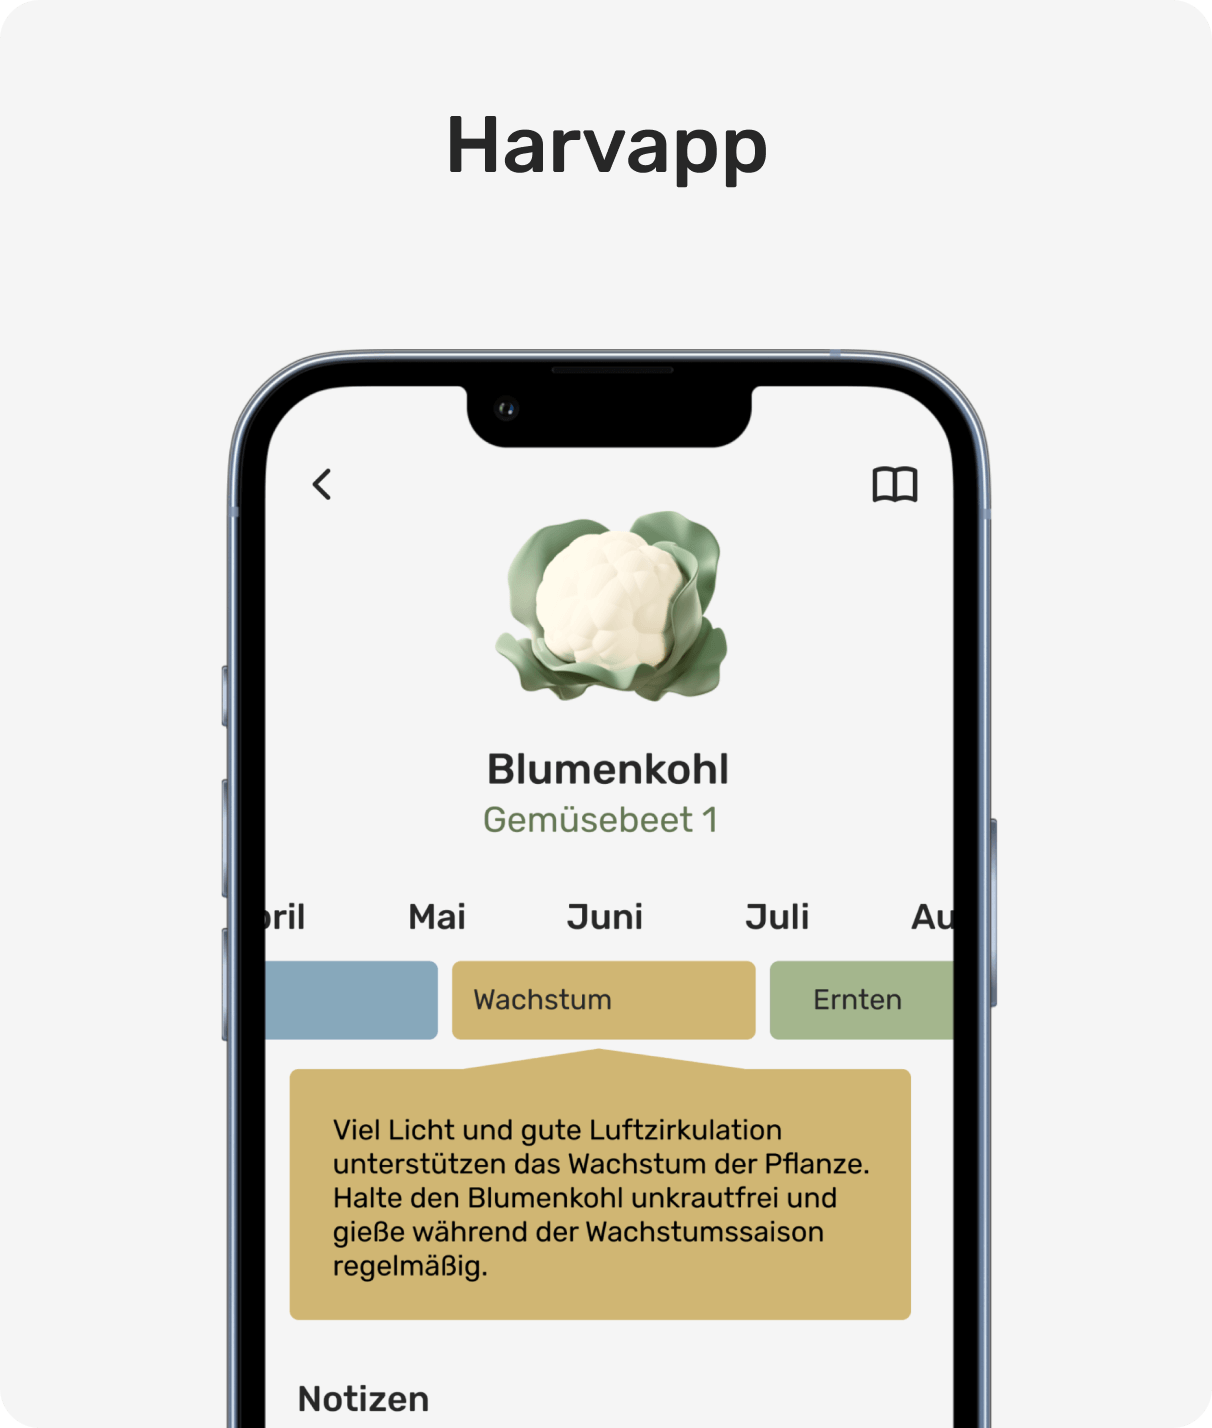 Harvapp
Blumenkohl
Gemüsebeet 1
pril Mai Juni Juli Au
Wachstum Ernten
Viel Licht und gute Luftzirkulation
unterstützen das Wachstum der Pflanze.
Halte den Blumenkohl unkrautfrei und
gieße während der Wachstumssaison
regelmäßig.
Notizen